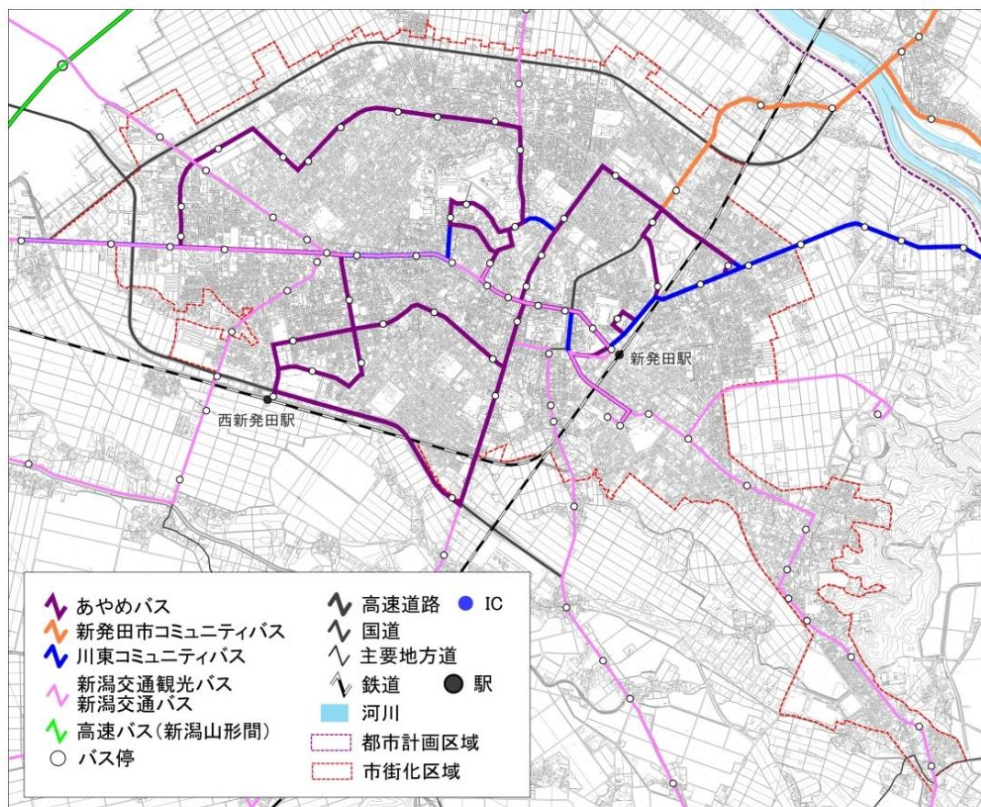 新発田駅
西新発田駅
あやめバス
新発田市コミュニティバス
川東コミュニティバス
新潟交通観光バス
新潟交通バス
高速バス(新潟山形間)
バス停
高速道路
IC
国道
主要地方道
鉄道
駅
河川
都市計画区域
市街化区域